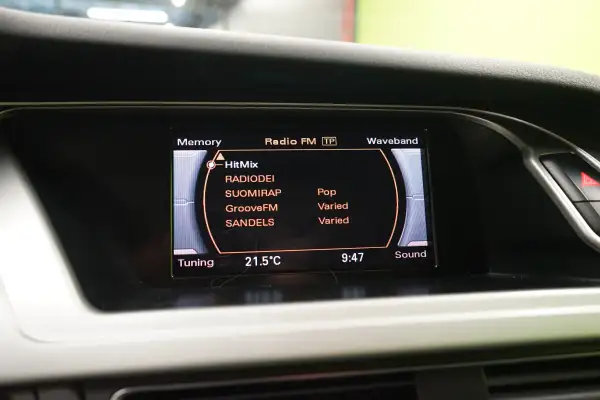 Memory Radio FM TP Waveband
HitMix
RADIODEI
SUOMIRAP Pop
GrooveFM Varied
SANDELS Varied
Tuning 21.5°C 9:47 Sound